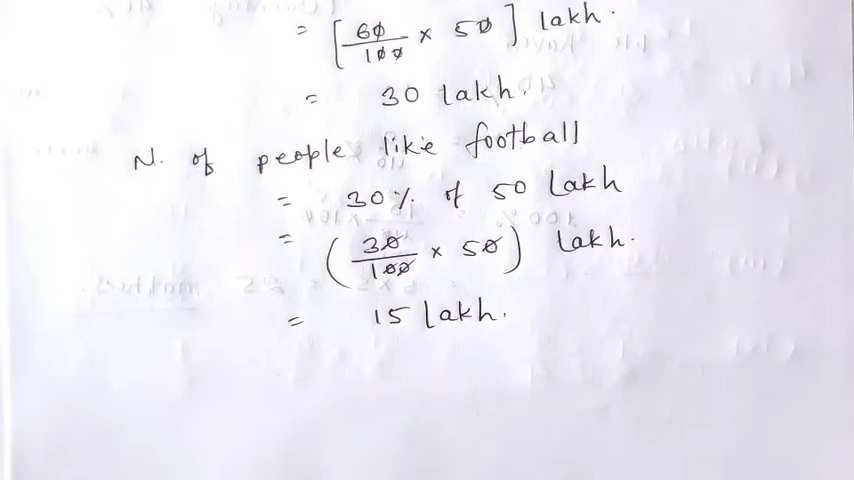 = [60/100 × 50] lakh.
= 30 lakh.
N. of people like football
= 30% of 50 Lakh
= (30/100 × 50) lakh.
= 15 Lakh.